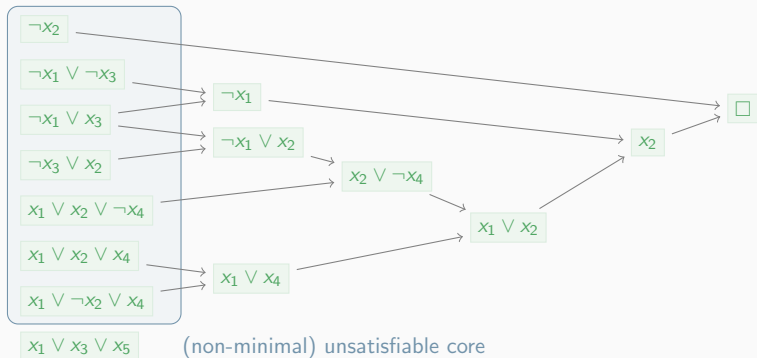 ¬x₂
¬x₁ ∨ ¬x₃
¬x₁ ∨ x₃
¬x₃ ∨ x₂
x₁ ∨ x₂ ∨ ¬x₄
x₁ ∨ x₂ ∨ x₄
x₁ ∨ ¬x₂ ∨ x₄
x₁ ∨ x₃ ∨ x₅
¬x₁
¬x₁ ∨ x₂
x₁ ∨ x₄
x₂ ∨ ¬x₄
x₁ ∨ x₂
x₂
□
(non-minimal) unsatisfiable core